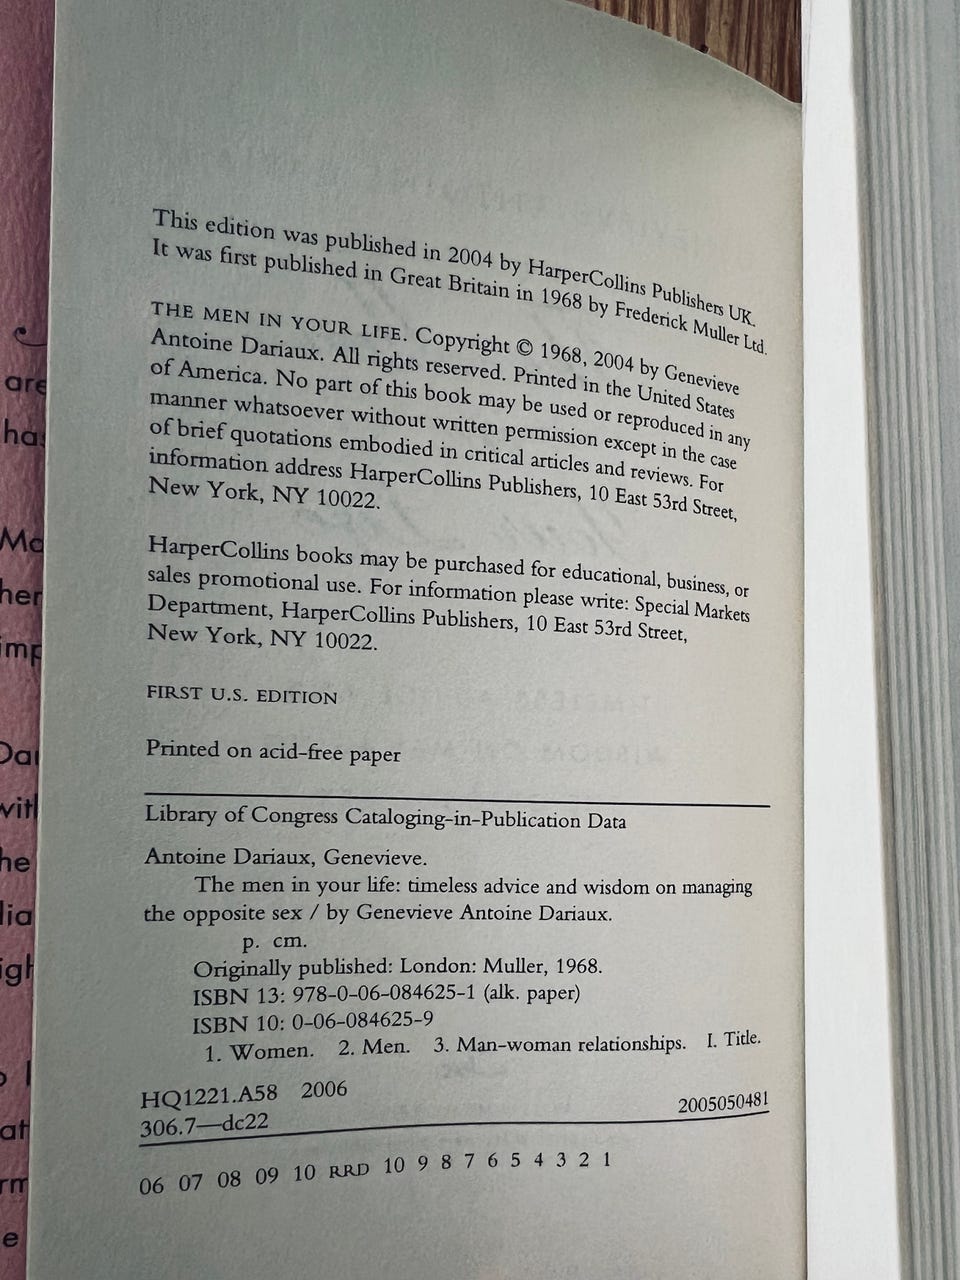 This edition was published in 2004 by HarperCollins Publishers UK.
It was first published in Great Britain in 1968 by Frederick Muller Ltd.
THE MEN IN YOUR LIFE. Copyright © 1968, 2004 by Genevieve
Antoine Dariaux. All rights reserved. Printed in the United States
of America. No part of this book may be used or reproduced in any
manner whatsoever without written permission except in the case
of brief quotations embodied in critical articles and reviews. For
information address HarperCollins Publishers, 10 East 53rd Street,
New York, NY 10022.
HarperCollins books may be purchased for educational, business, or
sales promotional use. For information please write: Special Markets
Department, HarperCollins Publishers, 10 East 53rd Street,
New York, NY 10022.
FIRST U.S. EDITION
Printed on acid-free paper
Library of Congress Cataloging-in-Publication Data
Antoine Dariaux, Genevieve.
The men in your life: timeless advice and wisdom on managing
the opposite sex / by Genevieve Antoine Dariaux.
p. cm.
Originally published: London: Muller, 1968.
ISBN 13: 978-0-06-084625-1 (alk. paper)
ISBN 10: 0-06-084625-9
1. Women. 2. Men. 3. Man-woman relationships. I. Title.
HQ1221.A58 2006
306.7—dc22 2005050481
06 07 08 09 10 RRD 10 9 8 7 6 5 4 3 2 1